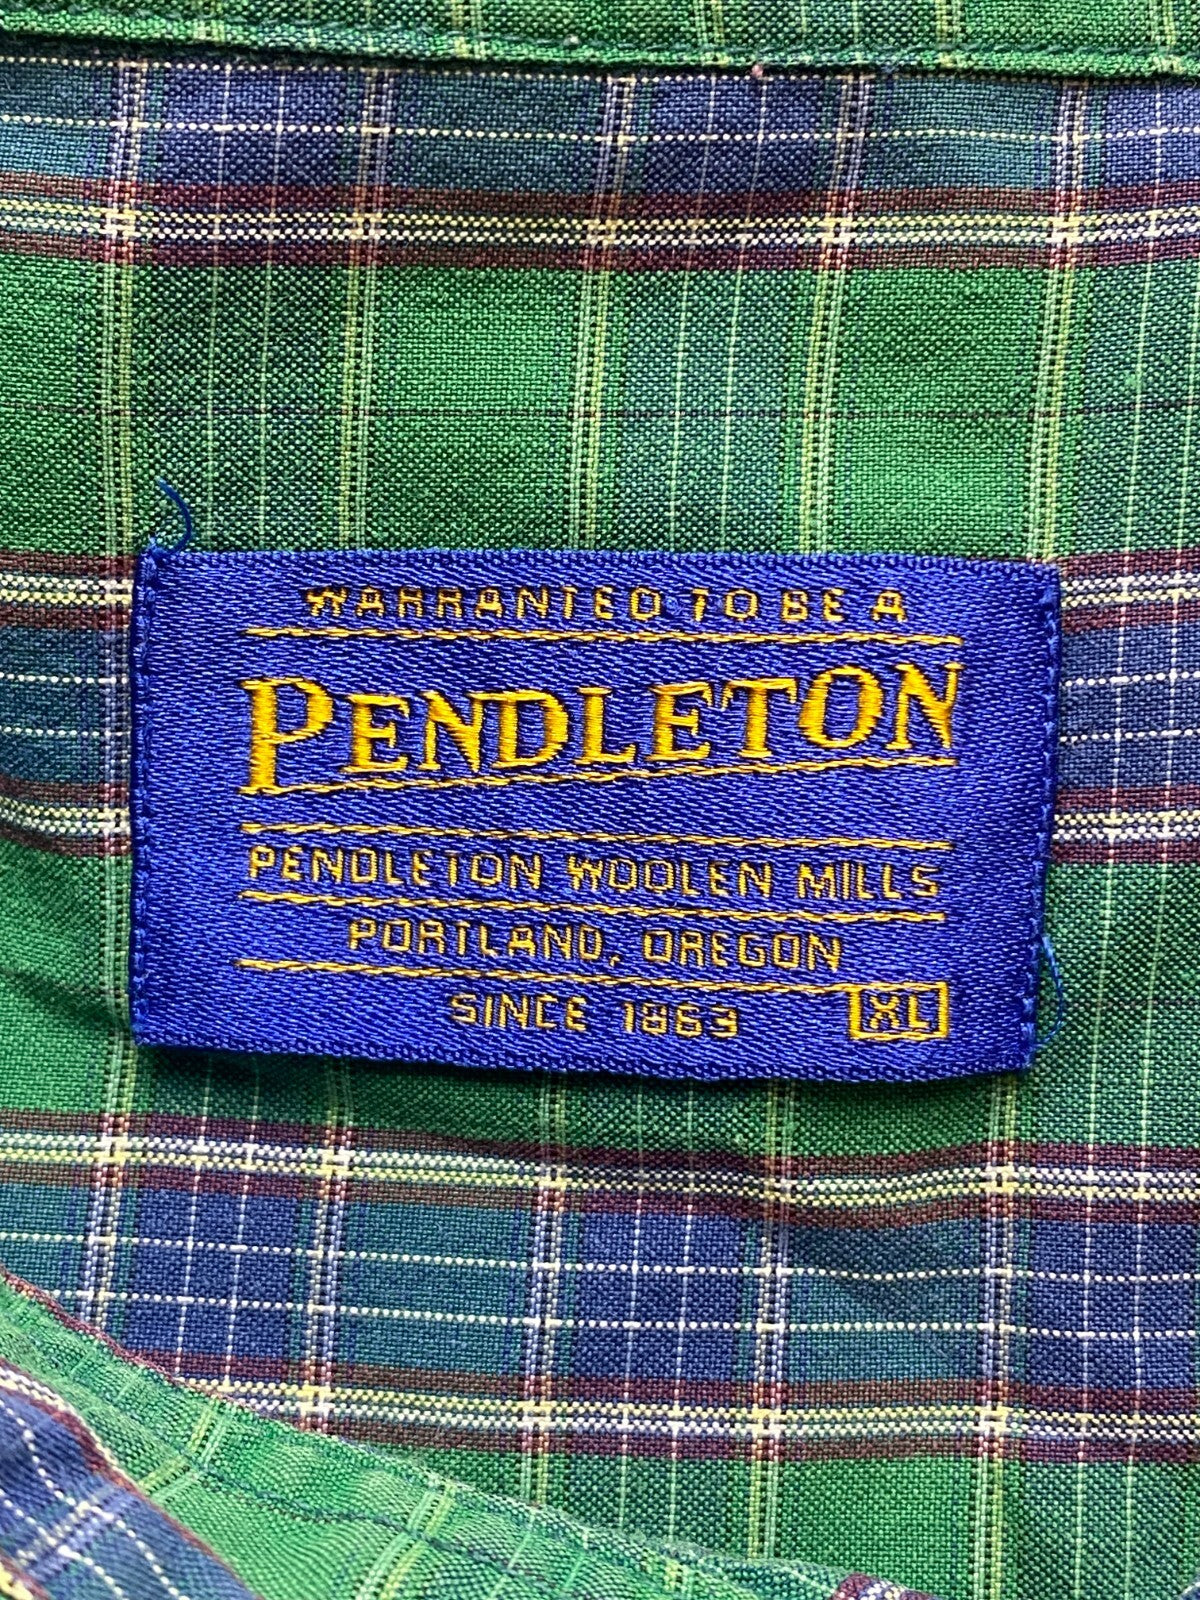 WARRANTED TO BE A
PENDLETON
PENDLETON WOOLEN MILLS
PORTLAND, OREGON
SINCE 1863
XL